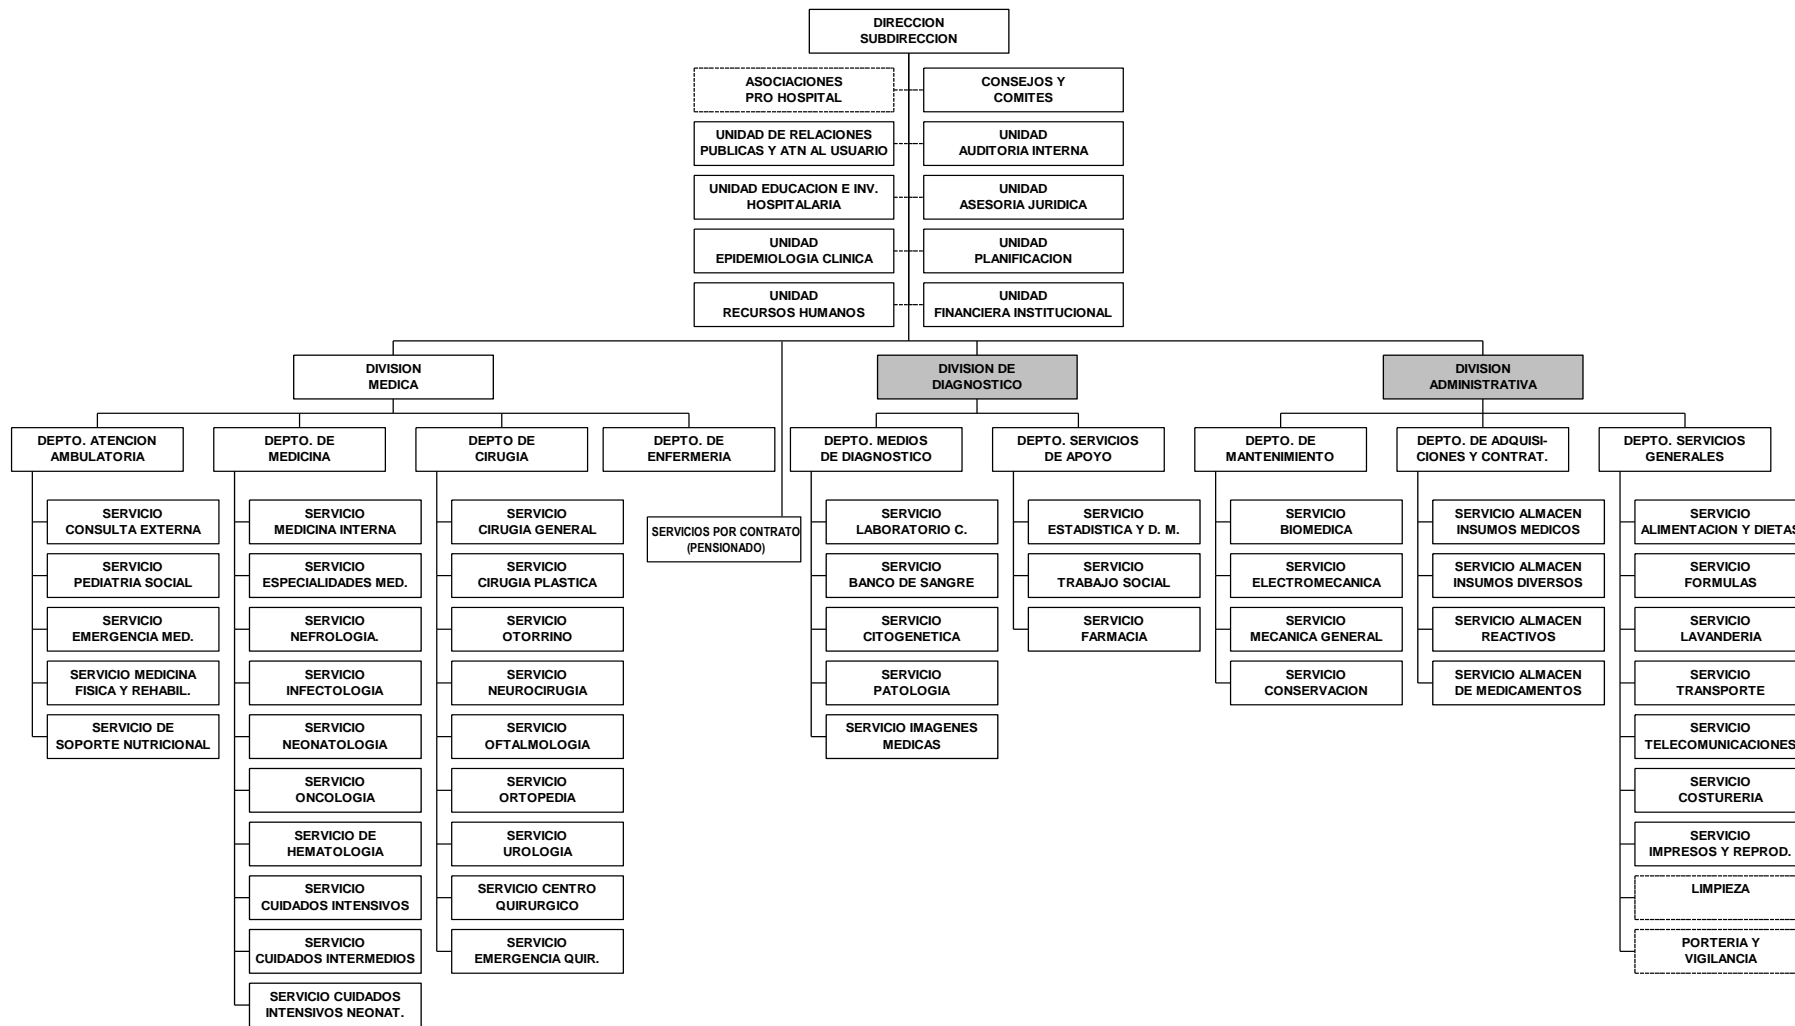 DIRECCION
SUBDIRECCION
ASOCIACIONES
PRO HOSPITAL
CONSEJOS Y
COMITES
UNIDAD DE RELACIONES
PUBLICAS Y ATN AL USUARIO
UNIDAD
AUDITORIA INTERNA
UNIDAD EDUCACION E INV.
HOSPITALARIA
UNIDAD
ASESORIA JURIDICA
UNIDAD
EPIDEMIOLOGIA CLINICA
UNIDAD
PLANIFICACION
UNIDAD
RECURSOS HUMANOS
UNIDAD
FINANCIERA INSTITUCIONAL
DIVISION
MEDICA
DIVISION DE
DIAGNOSTICO
DIVISION
ADMINISTRATIVA
DEPTO. ATENCION
AMBULATORIA
DEPTO. DE
MEDICINA
DEPTO DE
CIRUGIA
DEPTO. DE
ENFERMERIA
DEPTO. MEDIOS
DE DIAGNOSTICO
DEPTO. SERVICIOS
DE APOYO
DEPTO. DE
MANTENIMIENTO
DEPTO. DE ADQUISI-
CIONES Y CONTRAT.
DEPTO. SERVICIOS
GENERALES
SERVICIO
CONSULTA EXTERNA
SERVICIO
PEDIATRIA SOCIAL
SERVICIO
EMERGENCIA MED.
SERVICIO MEDICINA
FISICA Y REHABIL.
SERVICIO DE
SOPORTE NUTRICIONAL
SERVICIO
MEDICINA INTERNA
SERVICIO
ESPECIALIDADES MED.
SERVICIO
NEFROLOGIA.
SERVICIO
INFECTOLOGIA
SERVICIO
NEONATOLOGIA
SERVICIO
ONCOLOGIA
SERVICIO DE
HEMATOLOGIA
SERVICIO
CUIDADOS INTENSIVOS
SERVICIO
CUIDADOS INTERMEDIOS
SERVICIO CUIDADOS
INTENSIVOS NEONAT.
SERVICIO
CIRUGIA GENERAL
SERVICIO
CIRUGIA PLASTICA
SERVICIO
OTORRINO
SERVICIO
NEUROCIRUGIA
SERVICIO
OFTALMOLOGIA
SERVICIO
ORTOPEDIA
SERVICIO
UROLOGIA
SERVICIO CENTRO
QUIRURGICO
SERVICIO
EMERGENCIA QUIR.
SERVICIOS POR CONTRATO
(PENSIONADO)
SERVICIO
LABORATORIO C.
SERVICIO
BANCO DE SANGRE
SERVICIO
CITOGENETICA
SERVICIO
PATOLOGIA
SERVICIO IMAGENES
MEDICAS
SERVICIO
ESTADISTICA Y D. M.
SERVICIO
TRABAJO SOCIAL
SERVICIO
FARMACIA
SERVICIO
BIOMEDICA
SERVICIO
ELECTROMECANICA
SERVICIO
MECANICA GENERAL
SERVICIO
CONSERVACION
SERVICIO ALMACEN
INSUMOS MEDICOS
SERVICIO ALMACEN
INSUMOS DIVERSOS
SERVICIO ALMACEN
REACTIVOS
SERVICIO ALMACEN
DE MEDICAMENTOS
SERVICIO
ALIMENTACION Y DIETAS
SERVICIO
FORMULAS
SERVICIO
LAVANDERIA
SERVICIO
TRANSPORTE
SERVICIO
TELECOMUNICACIONES
SERVICIO
COSTURERIA
SERVICIO
IMPRESOS Y REPROD.
LIMPIEZA
PORTERIA Y
VIGILANCIA